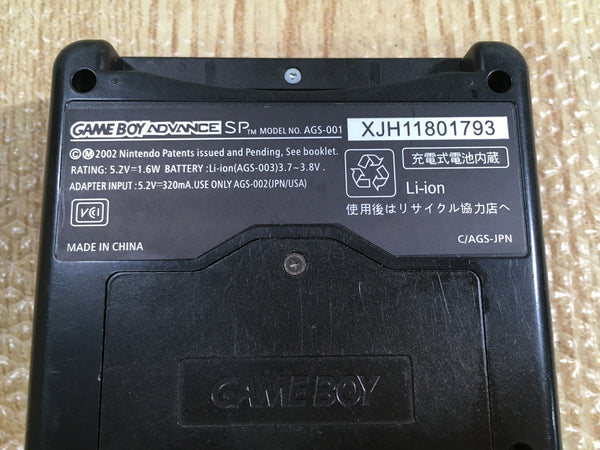 GAME BOY ADVANCE SP TM MODEL NO. AGS-001
XJH11801793
©Ⓜ2002 Nintendo Patents issued and Pending, See booklet.
RATING: 5.2V⎓1.6W BATTERY :Li-ion(AGS-003)3.7~3.8V .
ADAPTER INPUT :5.2V⎓320mA.USE ONLY AGS-002(JPN/USA)
VCI
MADE IN CHINA
充電式電池内蔵
Li-ion
使用後はリサイクル協力店へ
C/AGS-JPN
GAME BOY